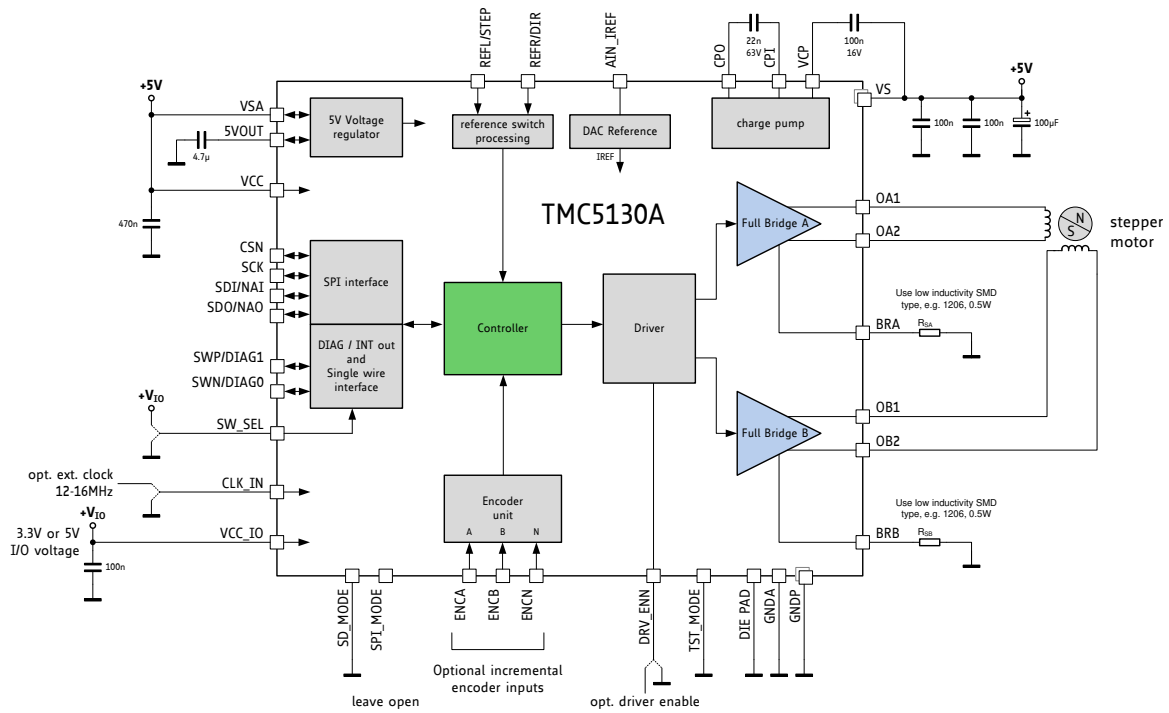 REFL/STEP
REFR/DIR
AIN_IREF
CPO
22n
63V
CPI
VCP
100n
16V
+5V
VSA
5VOUT
4.7µ
5V Voltage
regulator
reference switch
processing
DAC Reference
IREF
charge pump
VS
+5V
100n
100n
+
100µF
VCC
470n
TMC5130A
Full Bridge A
OA1
OA2
N
S
stepper
motor
CSN
SCK
SDI/NAI
SDO/NAO
SPI interface
Controller
Driver
Use low inductivity SMD
type, e.g. 1206, 0.5W
BRA
RSA
SWP/DIAG1
SWN/DIAG0
DIAG / INT out
and
Single wire
interface
+VIO
SW_SEL
Full Bridge B
OB1
OB2
opt. ext. clock
12-16MHz
CLK_IN
Encoder
unit
A
B
N
Use low inductivity SMD
type, e.g. 1206, 0.5W
BRB
RSB
+VIO
3.3V or 5V
I/O voltage
VCC_IO
100n
SD_MODE
SPI_MODE
ENCA
ENCB
ENCN
DRV_ENN
TST_MODE
DIE PAD
GNDA
GNDP
Optional incremental
encoder inputs
leave open
opt. driver enable